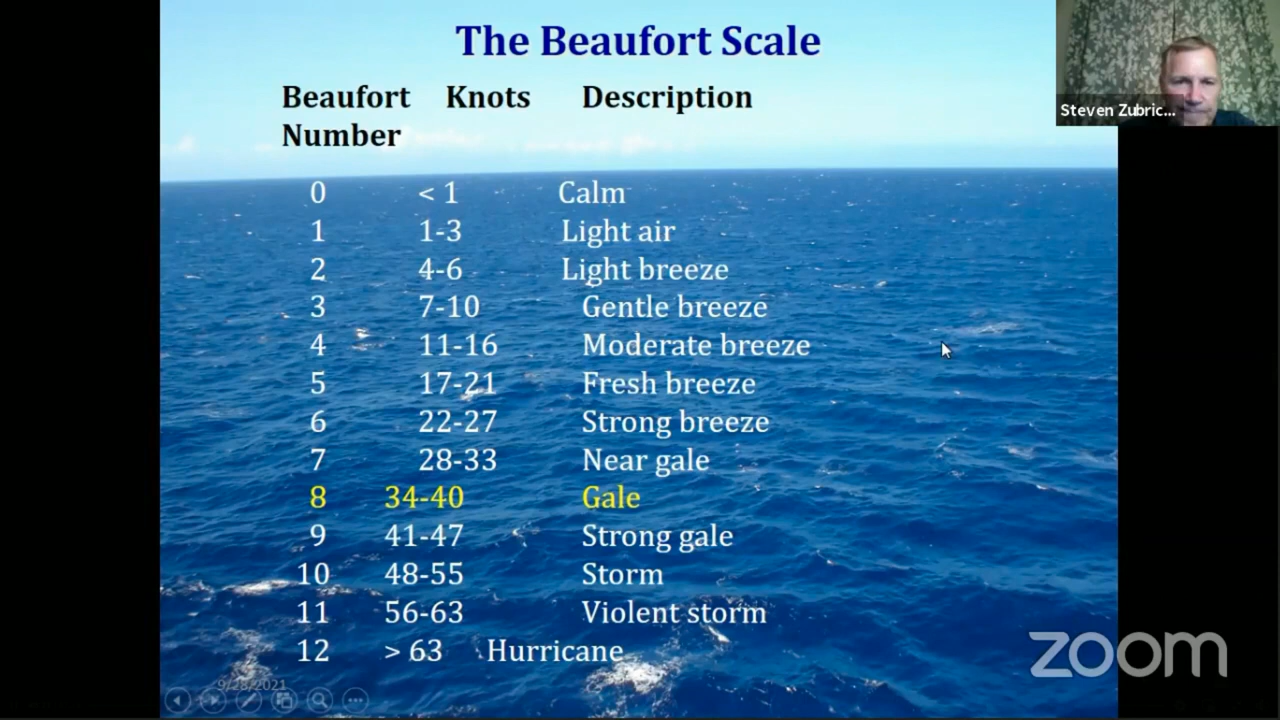 The Beaufort Scale
Beaufort Knots Description
Number
0 < 1 Calm
1 1-3 Light air
2 4-6 Light breeze
3 7-10 Gentle breeze
4 11-16 Moderate breeze
5 17-21 Fresh breeze
6 22-27 Strong breeze
7 28-33 Near gale
8 34-40 Gale
9 41-47 Strong gale
10 48-55 Storm
11 56-63 Violent storm
12 > 63 Hurricane
9/28/2021
Steven Zubric...
zoom